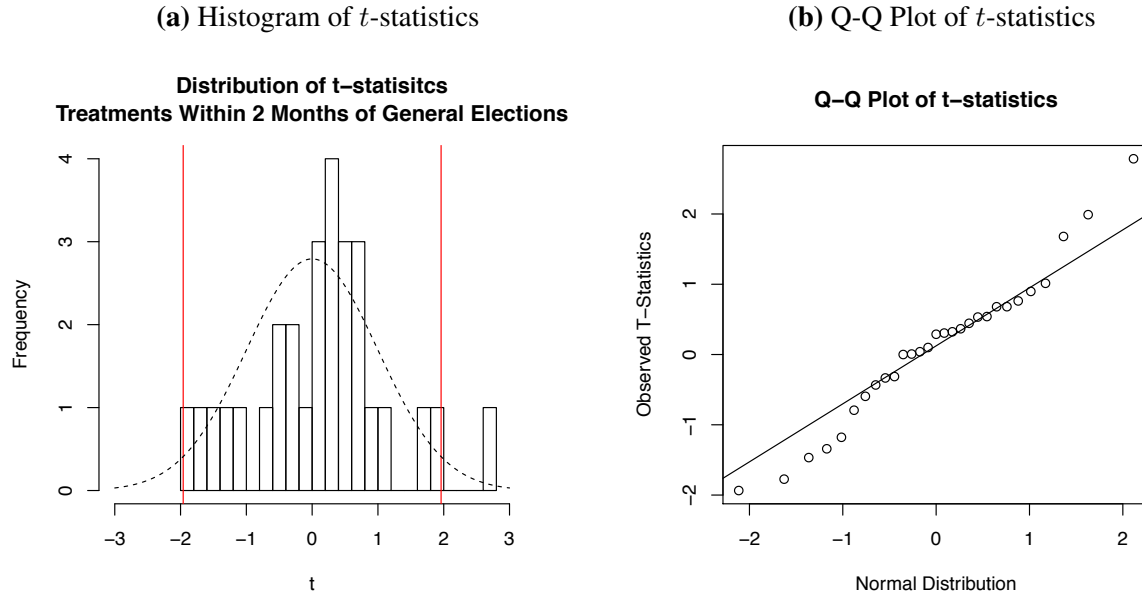 (a) Histogram of t-statistics
(b) Q-Q Plot of t-statistics
Distribution of t−statisitcs
Treatments Within 2 Months of General Elections
Frequency
4
3
2
1
0
−3 −2 −1 0 1 2 3
t
Q−Q Plot of t−statistics
Observed T−Statistics
2
1
0
−1
−2
−2 −1 0 1 2
Normal Distribution